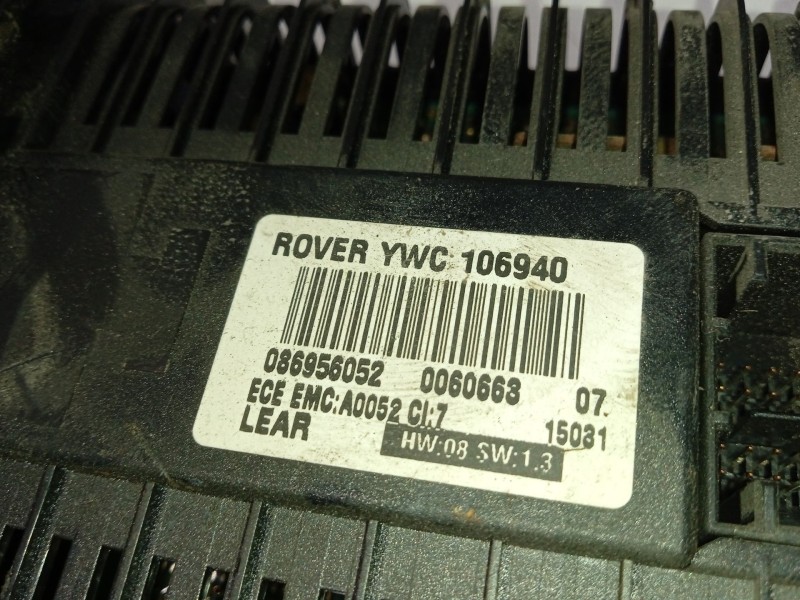 ROVER YWC 106940
086956052 0060663 07.
ECE EMC:A0052 CI:7 15031
LEAR HW:08 SW:1.3